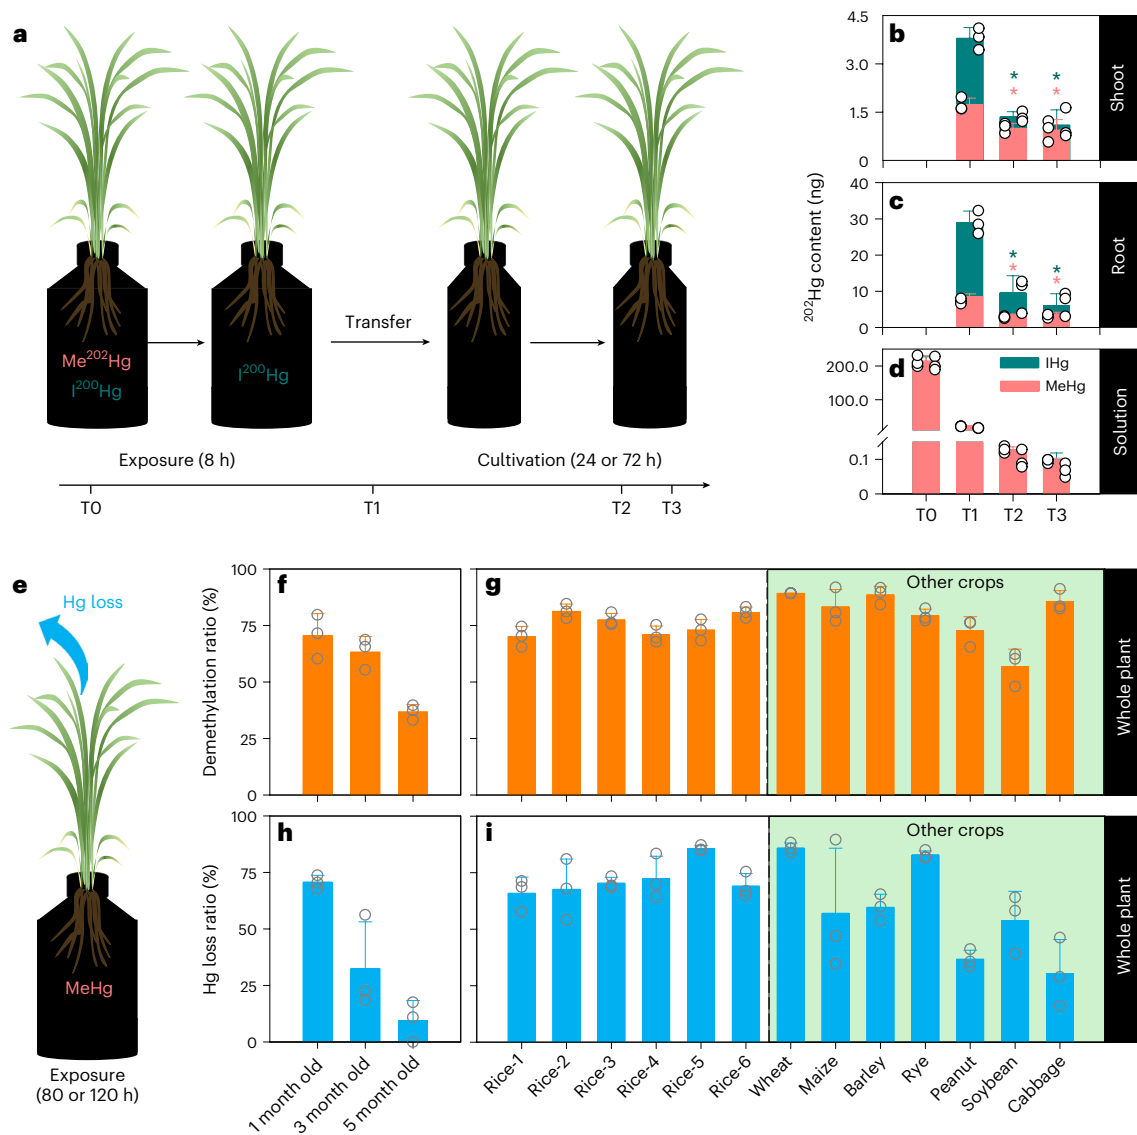 a
Me²⁰²Hg
I²⁰⁰Hg
I²⁰⁰Hg
Transfer
Exposure (8 h)
Cultivation (24 or 72 h)
T0
T1
T2
T3
²⁰²Hg content (ng)
b
4.5
3.0
1.5
0
*
*
*
*
Shoot
c
40
30
20
10
0
*
*
*
*
Root
d
200.0
100.0
0.1
0
IHg
MeHg
Solution
T0
T1
T2
T3
e
Hg loss
MeHg
Exposure
(80 or 120 h)
Demethylation ratio (%)
100
75
50
25
0
f
g
Other crops
Whole plant
Hg loss ratio (%)
100
75
50
25
0
h
i
Other crops
Whole plant
1 month old
3 month old
5 month old
Rice-1
Rice-2
Rice-3
Rice-4
Rice-5
Rice-6
Wheat
Maize
Barley
Rye
Peanut
Soybean
Cabbage